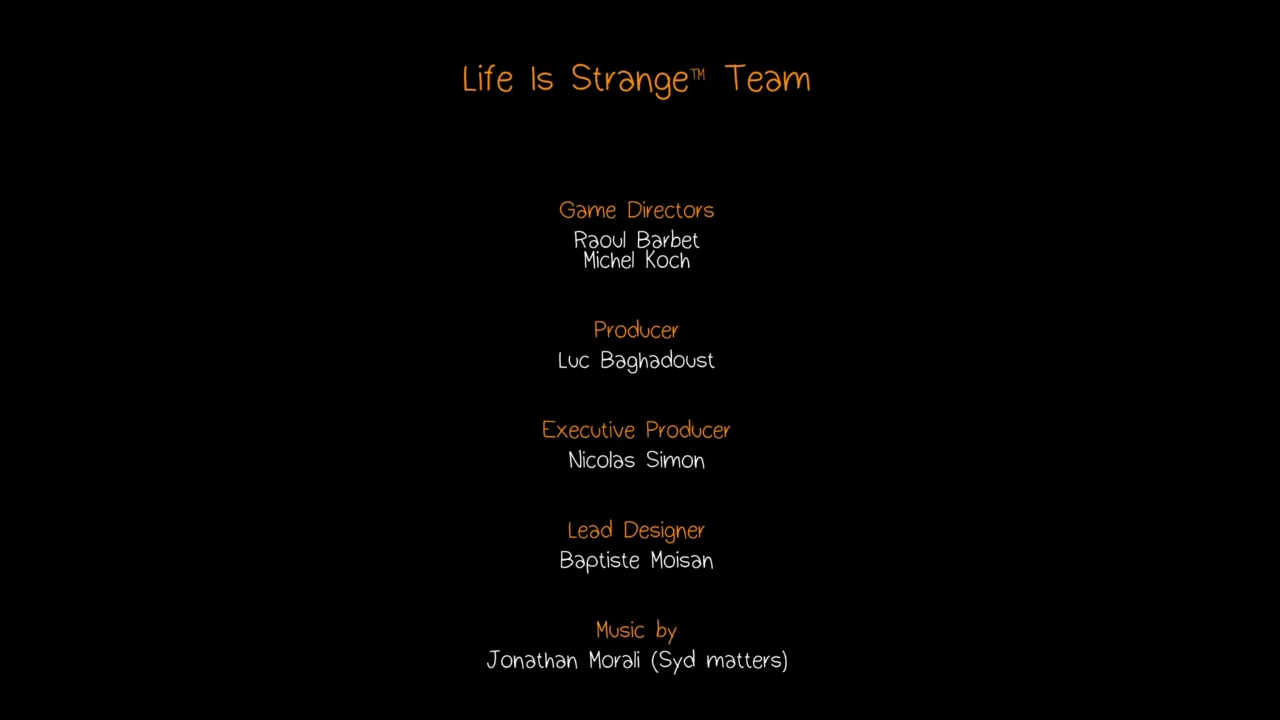 Life Is Strange™ Team
Game Directors
Raoul Barbet
Michel Koch
Producer
Luc Baghadoust
Executive Producer
Nicolas Simon
Lead Designer
Baptiste Moisan
Music by
Jonathan Morali (Syd matters)